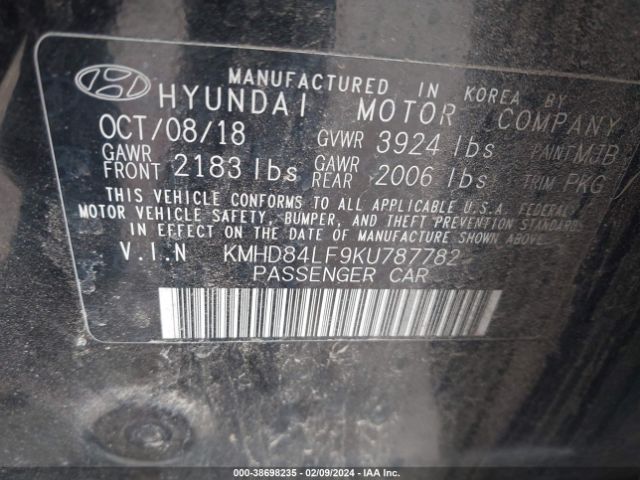 MANUFACTURED IN KOREA BY
HYUNDAI MOTOR COMPANY
OCT/08/18 GVWR 3924 lbs PAINT MJB
GAWR FRONT 2183 lbs GAWR REAR 2006 lbs TRIM PKG
THIS VEHICLE CONFORMS TO ALL APPLICABLE U.S.A. FEDERAL
MOTOR VEHICLE SAFETY, BUMPER, AND THEFT PREVENTION STANDARDS
IN EFFECT ON THE DATE OF MANUFACTURE SHOWN ABOVE.
V.I.N KMHD84LF9KU787782
PASSENGER CAR
000-38698235 - 02/09/2024 - IAA Inc.